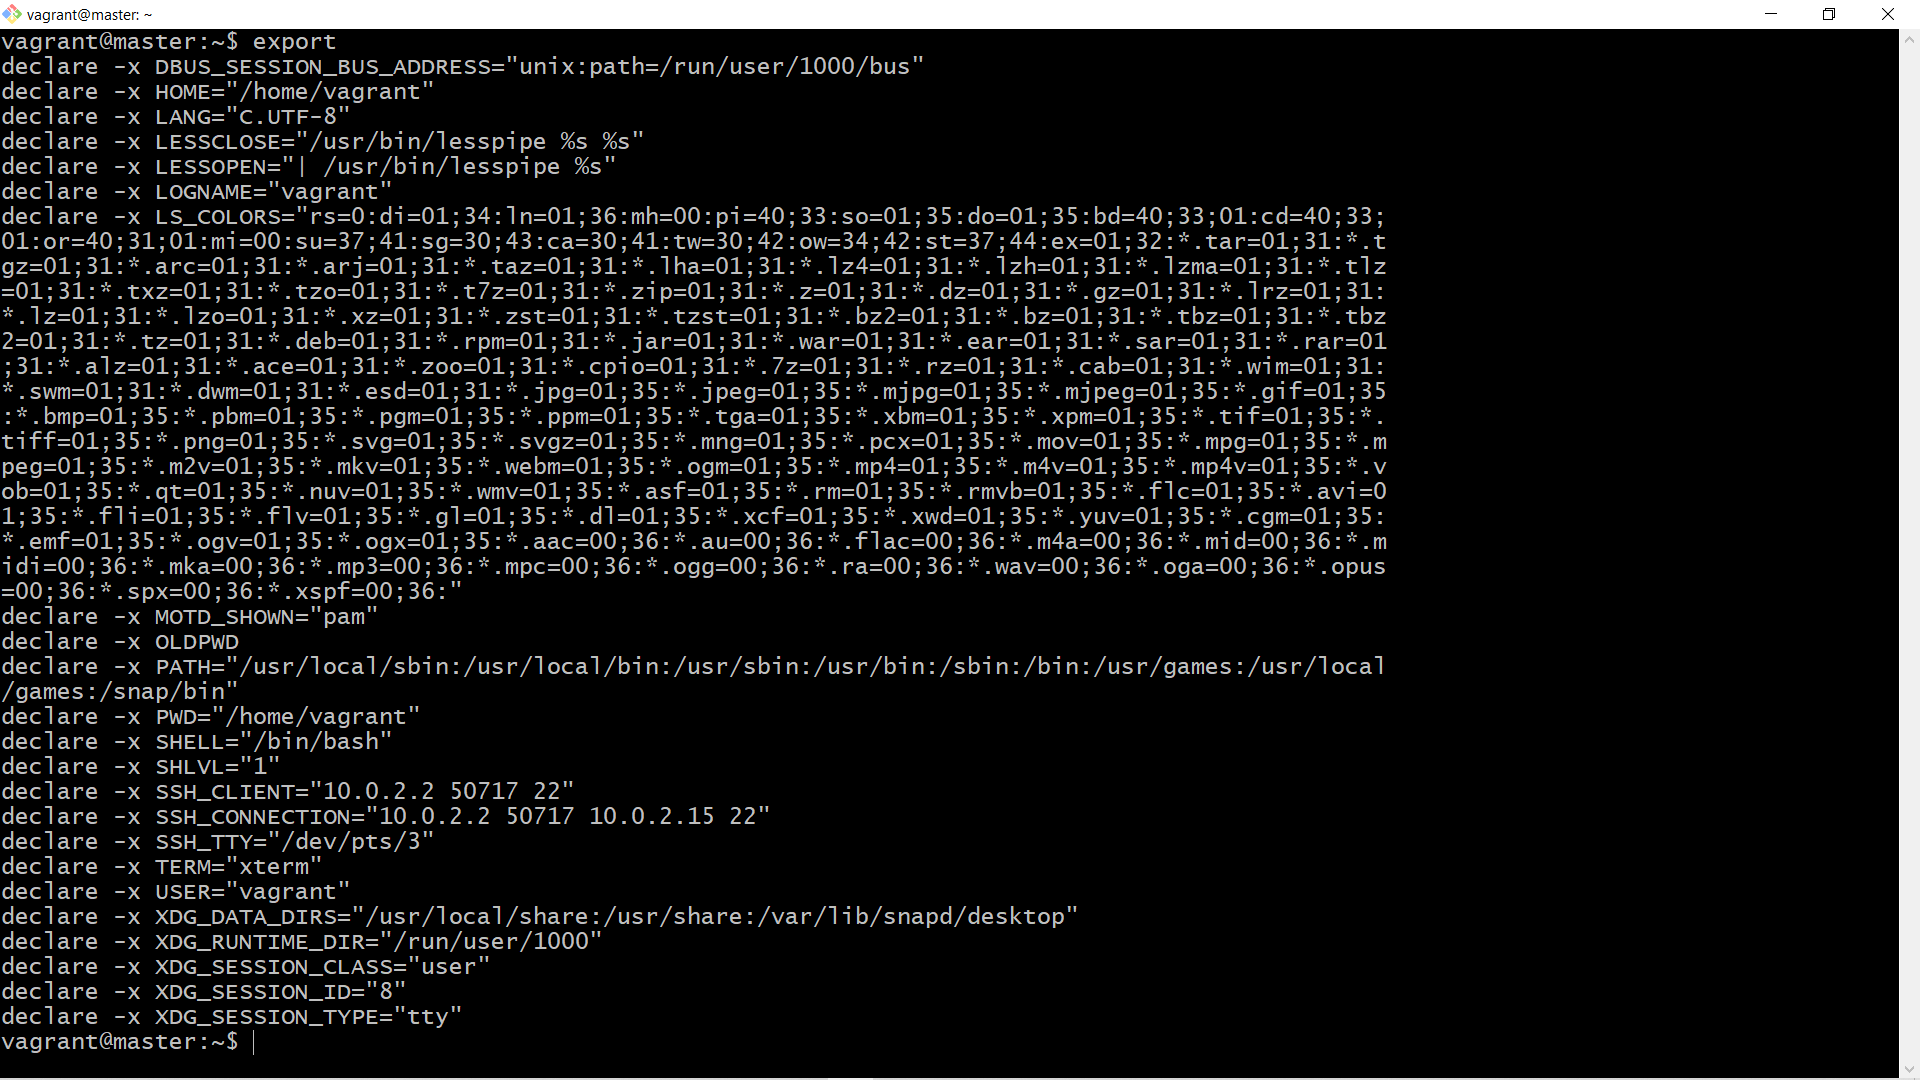 vagrant@master: ~
vagrant@master:~$ export
declare -x DBUS_SESSION_BUS_ADDRESS="unix:path=/run/user/1000/bus"
declare -x HOME="/home/vagrant"
declare -x LANG="C.UTF-8"
declare -x LESSCLOSE="/usr/bin/lesspipe %s %s"
declare -x LESSOPEN="| /usr/bin/lesspipe %s"
declare -x LOGNAME="vagrant"
declare -x LS_COLORS="rs=0:di=01;34:ln=01;36:mh=00:pi=40;33:so=01;35:do=01;35:bd=40;33;01:cd=40;33;
01:or=40;31;01:mi=00:su=37;41:sg=30;43:ca=30;41:tw=30;42:ow=34;42:st=37;44:ex=01;32:*.tar=01;31:*.t
gz=01;31:*.arc=01;31:*.arj=01;31:*.taz=01;31:*.lha=01;31:*.lz4=01;31:*.lzh=01;31:*.lzma=01;31:*.tlz
=01;31:*.txz=01;31:*.tzo=01;31:*.t7z=01;31:*.zip=01;31:*.z=01;31:*.dz=01;31:*.gz=01;31:*.lrz=01;31:
*.lz=01;31:*.lzo=01;31:*.xz=01;31:*.zst=01;31:*.tzst=01;31:*.bz2=01;31:*.bz=01;31:*.tbz=01;31:*.tbz
2=01;31:*.tz=01;31:*.deb=01;31:*.rpm=01;31:*.jar=01;31:*.war=01;31:*.ear=01;31:*.sar=01;31:*.rar=01
;31:*.alz=01;31:*.ace=01;31:*.zoo=01;31:*.cpio=01;31:*.7z=01;31:*.rz=01;31:*.cab=01;31:*.wim=01;31:
*.swm=01;31:*.dwm=01;31:*.esd=01;31:*.jpg=01;35:*.jpeg=01;35:*.mjpg=01;35:*.mjpeg=01;35:*.gif=01;35
:*.bmp=01;35:*.pbm=01;35:*.pgm=01;35:*.ppm=01;35:*.tga=01;35:*.xbm=01;35:*.xpm=01;35:*.tif=01;35:*.
tiff=01;35:*.png=01;35:*.svg=01;35:*.svgz=01;35:*.mng=01;35:*.pcx=01;35:*.mov=01;35:*.mpg=01;35:*.m
peg=01;35:*.m2v=01;35:*.mkv=01;35:*.webm=01;35:*.ogm=01;35:*.mp4=01;35:*.m4v=01;35:*.mp4v=01;35:*.v
ob=01;35:*.qt=01;35:*.nuv=01;35:*.wmv=01;35:*.asf=01;35:*.rm=01;35:*.rmvb=01;35:*.flc=01;35:*.avi=0
1;35:*.fli=01;35:*.flv=01;35:*.gl=01;35:*.dl=01;35:*.xcf=01;35:*.xwd=01;35:*.yuv=01;35:*.cgm=01;35:
*.emf=01;35:*.ogv=01;35:*.ogx=01;35:*.aac=00;36:*.au=00;36:*.flac=00;36:*.m4a=00;36:*.mid=00;36:*.m
idi=00;36:*.mka=00;36:*.mp3=00;36:*.mpc=00;36:*.ogg=00;36:*.ra=00;36:*.wav=00;36:*.oga=00;36:*.opus
=00;36:*.spx=00;36:*.xspf=00;36:"
declare -x MOTD_SHOWN="pam"
declare -x OLDPWD
declare -x PATH="/usr/local/sbin:/usr/local/bin:/usr/sbin:/usr/bin:/sbin:/bin:/usr/games:/usr/local
/games:/snap/bin"
declare -x PWD="/home/vagrant"
declare -x SHELL="/bin/bash"
declare -x SHLVL="1"
declare -x SSH_CLIENT="10.0.2.2 50717 22"
declare -x SSH_CONNECTION="10.0.2.2 50717 10.0.2.15 22"
declare -x SSH_TTY="/dev/pts/3"
declare -x TERM="xterm"
declare -x USER="vagrant"
declare -x XDG_DATA_DIRS="/usr/local/share:/usr/share:/var/lib/snapd/desktop"
declare -x XDG_RUNTIME_DIR="/run/user/1000"
declare -x XDG_SESSION_CLASS="user"
declare -x XDG_SESSION_ID="8"
declare -x XDG_SESSION_TYPE="tty"
vagrant@master:~$